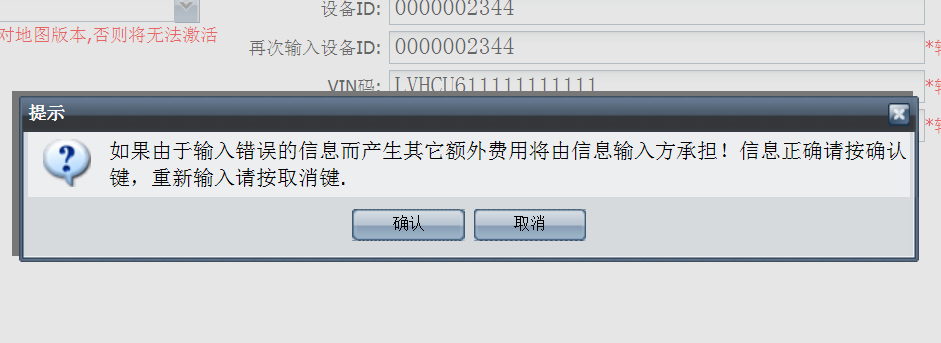 设备ID: 0000002344
对地图版本,否则将无法激活
再次输入设备ID: 0000002344
VIN码: LVHCU611111111111
提示
如果由于输入错误的信息而产生其它额外费用将由信息输入方承担！信息正确请按确认
键，重新输入请按取消键.
确认 取消